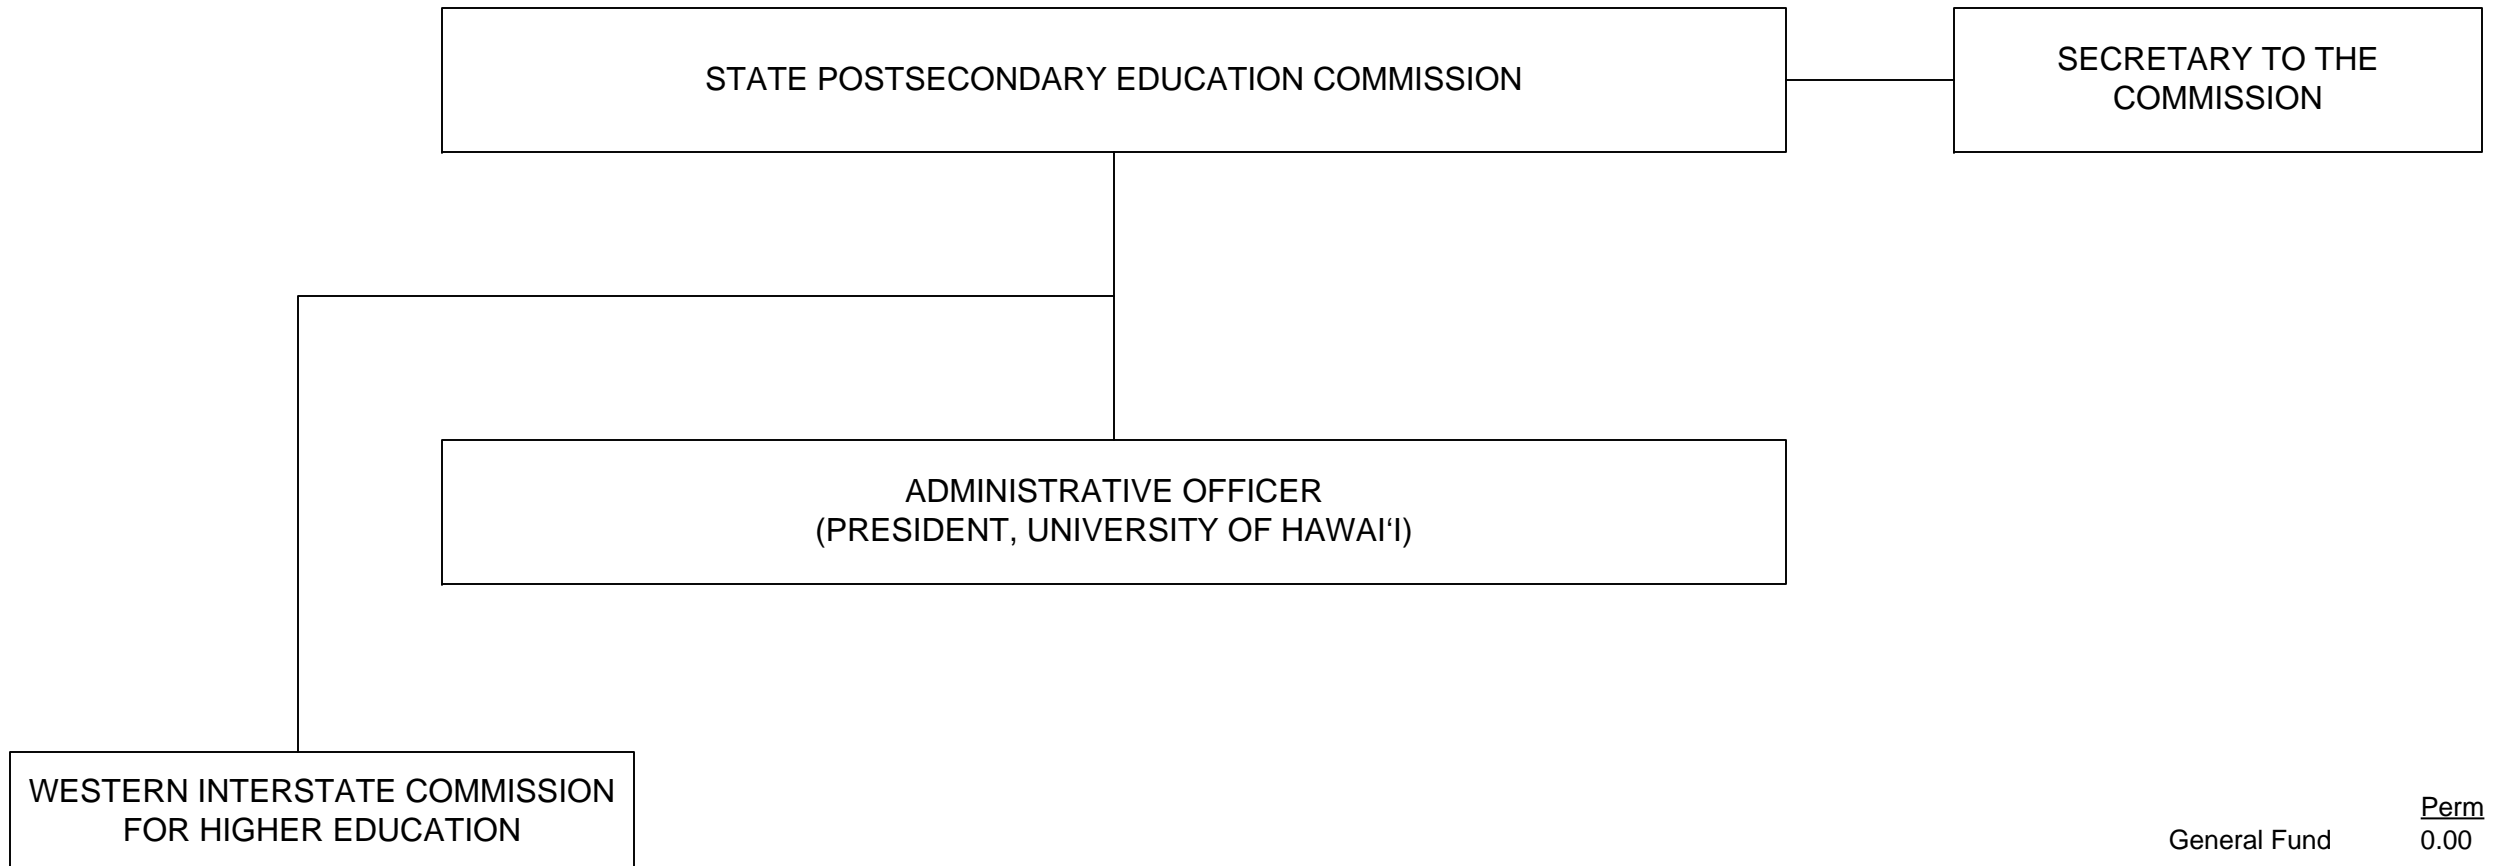 STATE POSTSECONDARY EDUCATION COMMISSION
SECRETARY TO THE
COMMISSION
ADMINISTRATIVE OFFICER
(PRESIDENT, UNIVERSITY OF HAWAI‘I)
WESTERN INTERSTATE COMMISSION
FOR HIGHER EDUCATION
Perm
General Fund 0.00